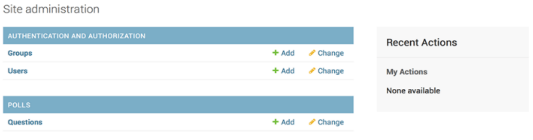 Site administration
AUTHENTICATION AND AUTHORIZATION
Groups + Add Change
Users + Add Change
POLLS
Questions + Add Change
Recent Actions
My Actions
None available